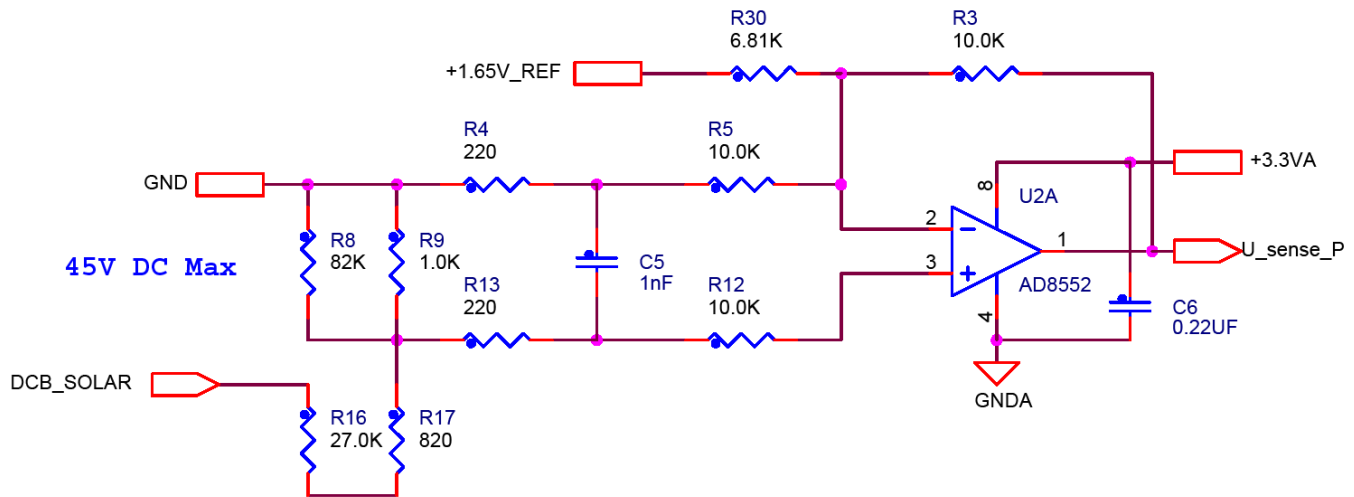 R30
6.81K
R3
10.0K
+1.65V_REF
R4
220
R5
10.0K
+3.3VA
GND
8
U2A
2
1
U_sense_P
R8
82K
R9
1.0K
45V DC Max
C5
1nF
3
AD8552
R13
220
R12
10.0K
4
C6
0.22UF
DCB_SOLAR
GNDA
R16
27.0K
R17
820